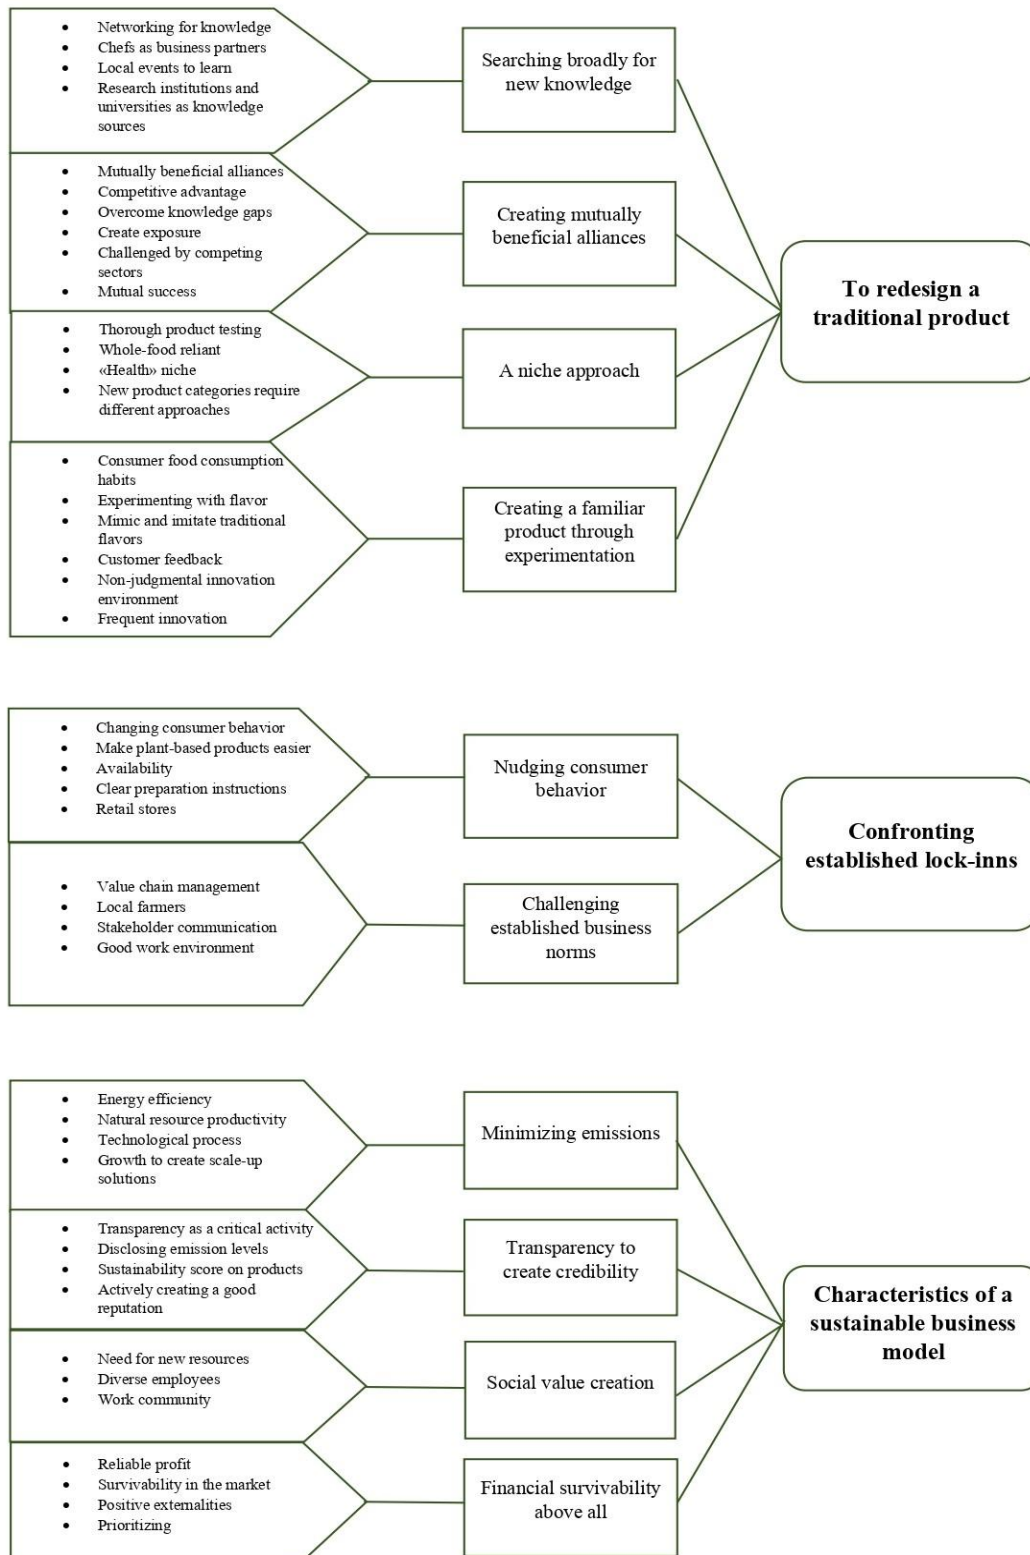 • Networking for knowledge
• Chefs as business partners
• Local events to learn
• Research institutions and
universities as knowledge
sources
Searching broadly for
new knowledge
• Mutually beneficial alliances
• Competitive advantage
• Overcome knowledge gaps
• Create exposure
• Challenged by competing
sectors
• Mutual success
Creating mutually
beneficial alliances
To redesign a
traditional product
• Thorough product testing
• Whole-food reliant
• «Health» niche
• New product categories require
different approaches
A niche approach
• Consumer food consumption
habits
• Experimenting with flavor
• Mimic and imitate traditional
flavors
• Customer feedback
• Non-judgmental innovation
environment
• Frequent innovation
Creating a familiar
product through
experimentation
• Changing consumer behavior
• Make plant-based products easier
• Availability
• Clear preparation instructions
• Retail stores
Nudging consumer
behavior
Confronting
established lock-inns
• Value chain management
• Local farmers
• Stakeholder communication
• Good work environment
Challenging
established business
norms
• Energy efficiency
• Natural resource productivity
• Technological process
• Growth to create scale-up
solutions
Minimizing emissions
• Transparency as a critical activity
• Disclosing emission levels
• Sustainability score on products
• Actively creating a good
reputation
Transparency to
create credibility
Characteristics of a
sustainable business
model
• Need for new resources
• Diverse employees
• Work community
Social value creation
• Reliable profit
• Survivability in the market
• Positive externalities
• Prioritizing
Financial survivability
above all